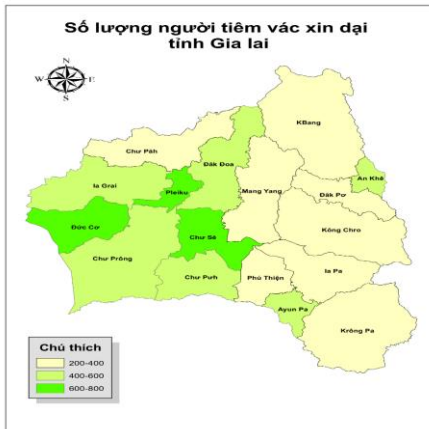 Số lượng người tiêm vác xin dại
tỉnh Gia lai
N
W E
S
KBang
Chư Păh
Đăk Đoa
An Khê
Ia Grai
Pleiku
Mang Yang
Đăk Pơ
Đức Cơ
Chư Sê
Kông Chro
Chư Prông
Chư Pưh
Phú Thiện
Ia Pa
Ayun Pa
Krông Pa
Chú thích
200-400
400-600
600-800